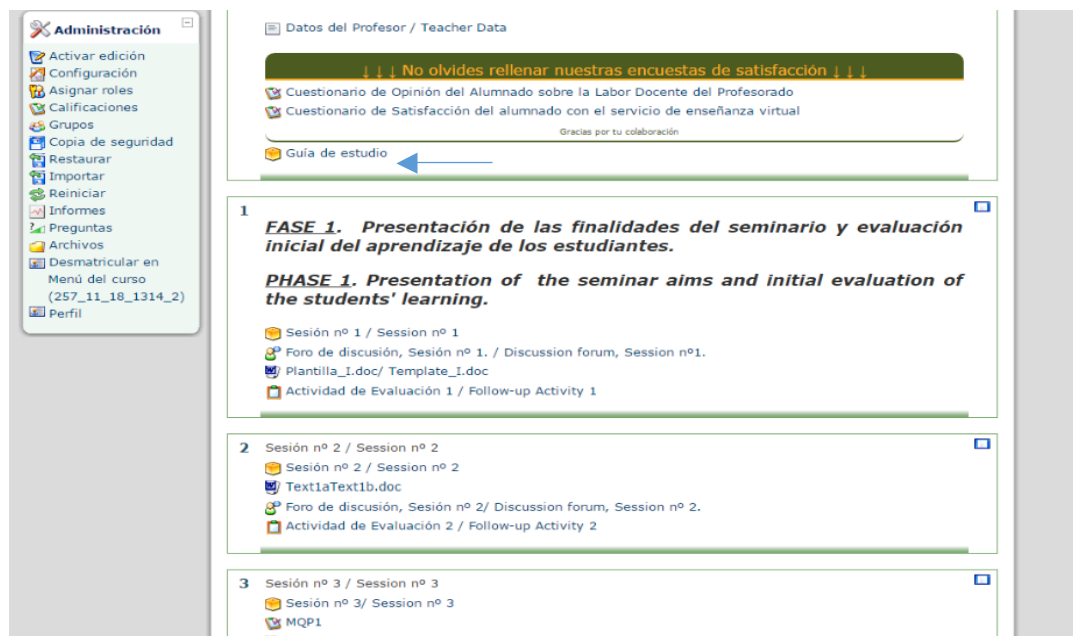 Administración
Activar edición
Configuración
Asignar roles
Calificaciones
Grupos
Copia de seguridad
Restaurar
Importar
Reiniciar
Informes
Preguntas
Archivos
Desmatricular en
Menú del curso
(257_11_18_1314_2)
Perfil
Datos del Profesor / Teacher Data
↓ ↓ ↓ No olvides rellenar nuestras encuestas de satisfacción ↓ ↓ ↓
Cuestionario de Opinión del Alumnado sobre la Labor Docente del Profesorado
Cuestionario de Satisfacción del alumnado con el servicio de enseñanza virtual
Gracias por tu colaboración
Guía de estudio
1
FASE 1. Presentación de las finalidades del seminario y evaluación
inicial del aprendizaje de los estudiantes.
PHASE 1. Presentation of the seminar aims and initial evaluation of
the students' learning.
Sesión nº 1 / Session nº 1
Foro de discusión, Sesión nº 1. / Discussion forum, Session nº1.
Plantilla_I.doc/ Template_I.doc
Actividad de Evaluación 1 / Follow-up Activity 1
2 Sesión nº 2 / Session nº 2
Sesión nº 2 / Session nº 2
Text1aText1b.doc
Foro de discusión, Sesión nº 2/ Discussion forum, Session nº 2.
Actividad de Evaluación 2 / Follow-up Activity 2
3 Sesión nº 3 / Session nº 3
Sesión nº 3/ Session nº 3
MQP1